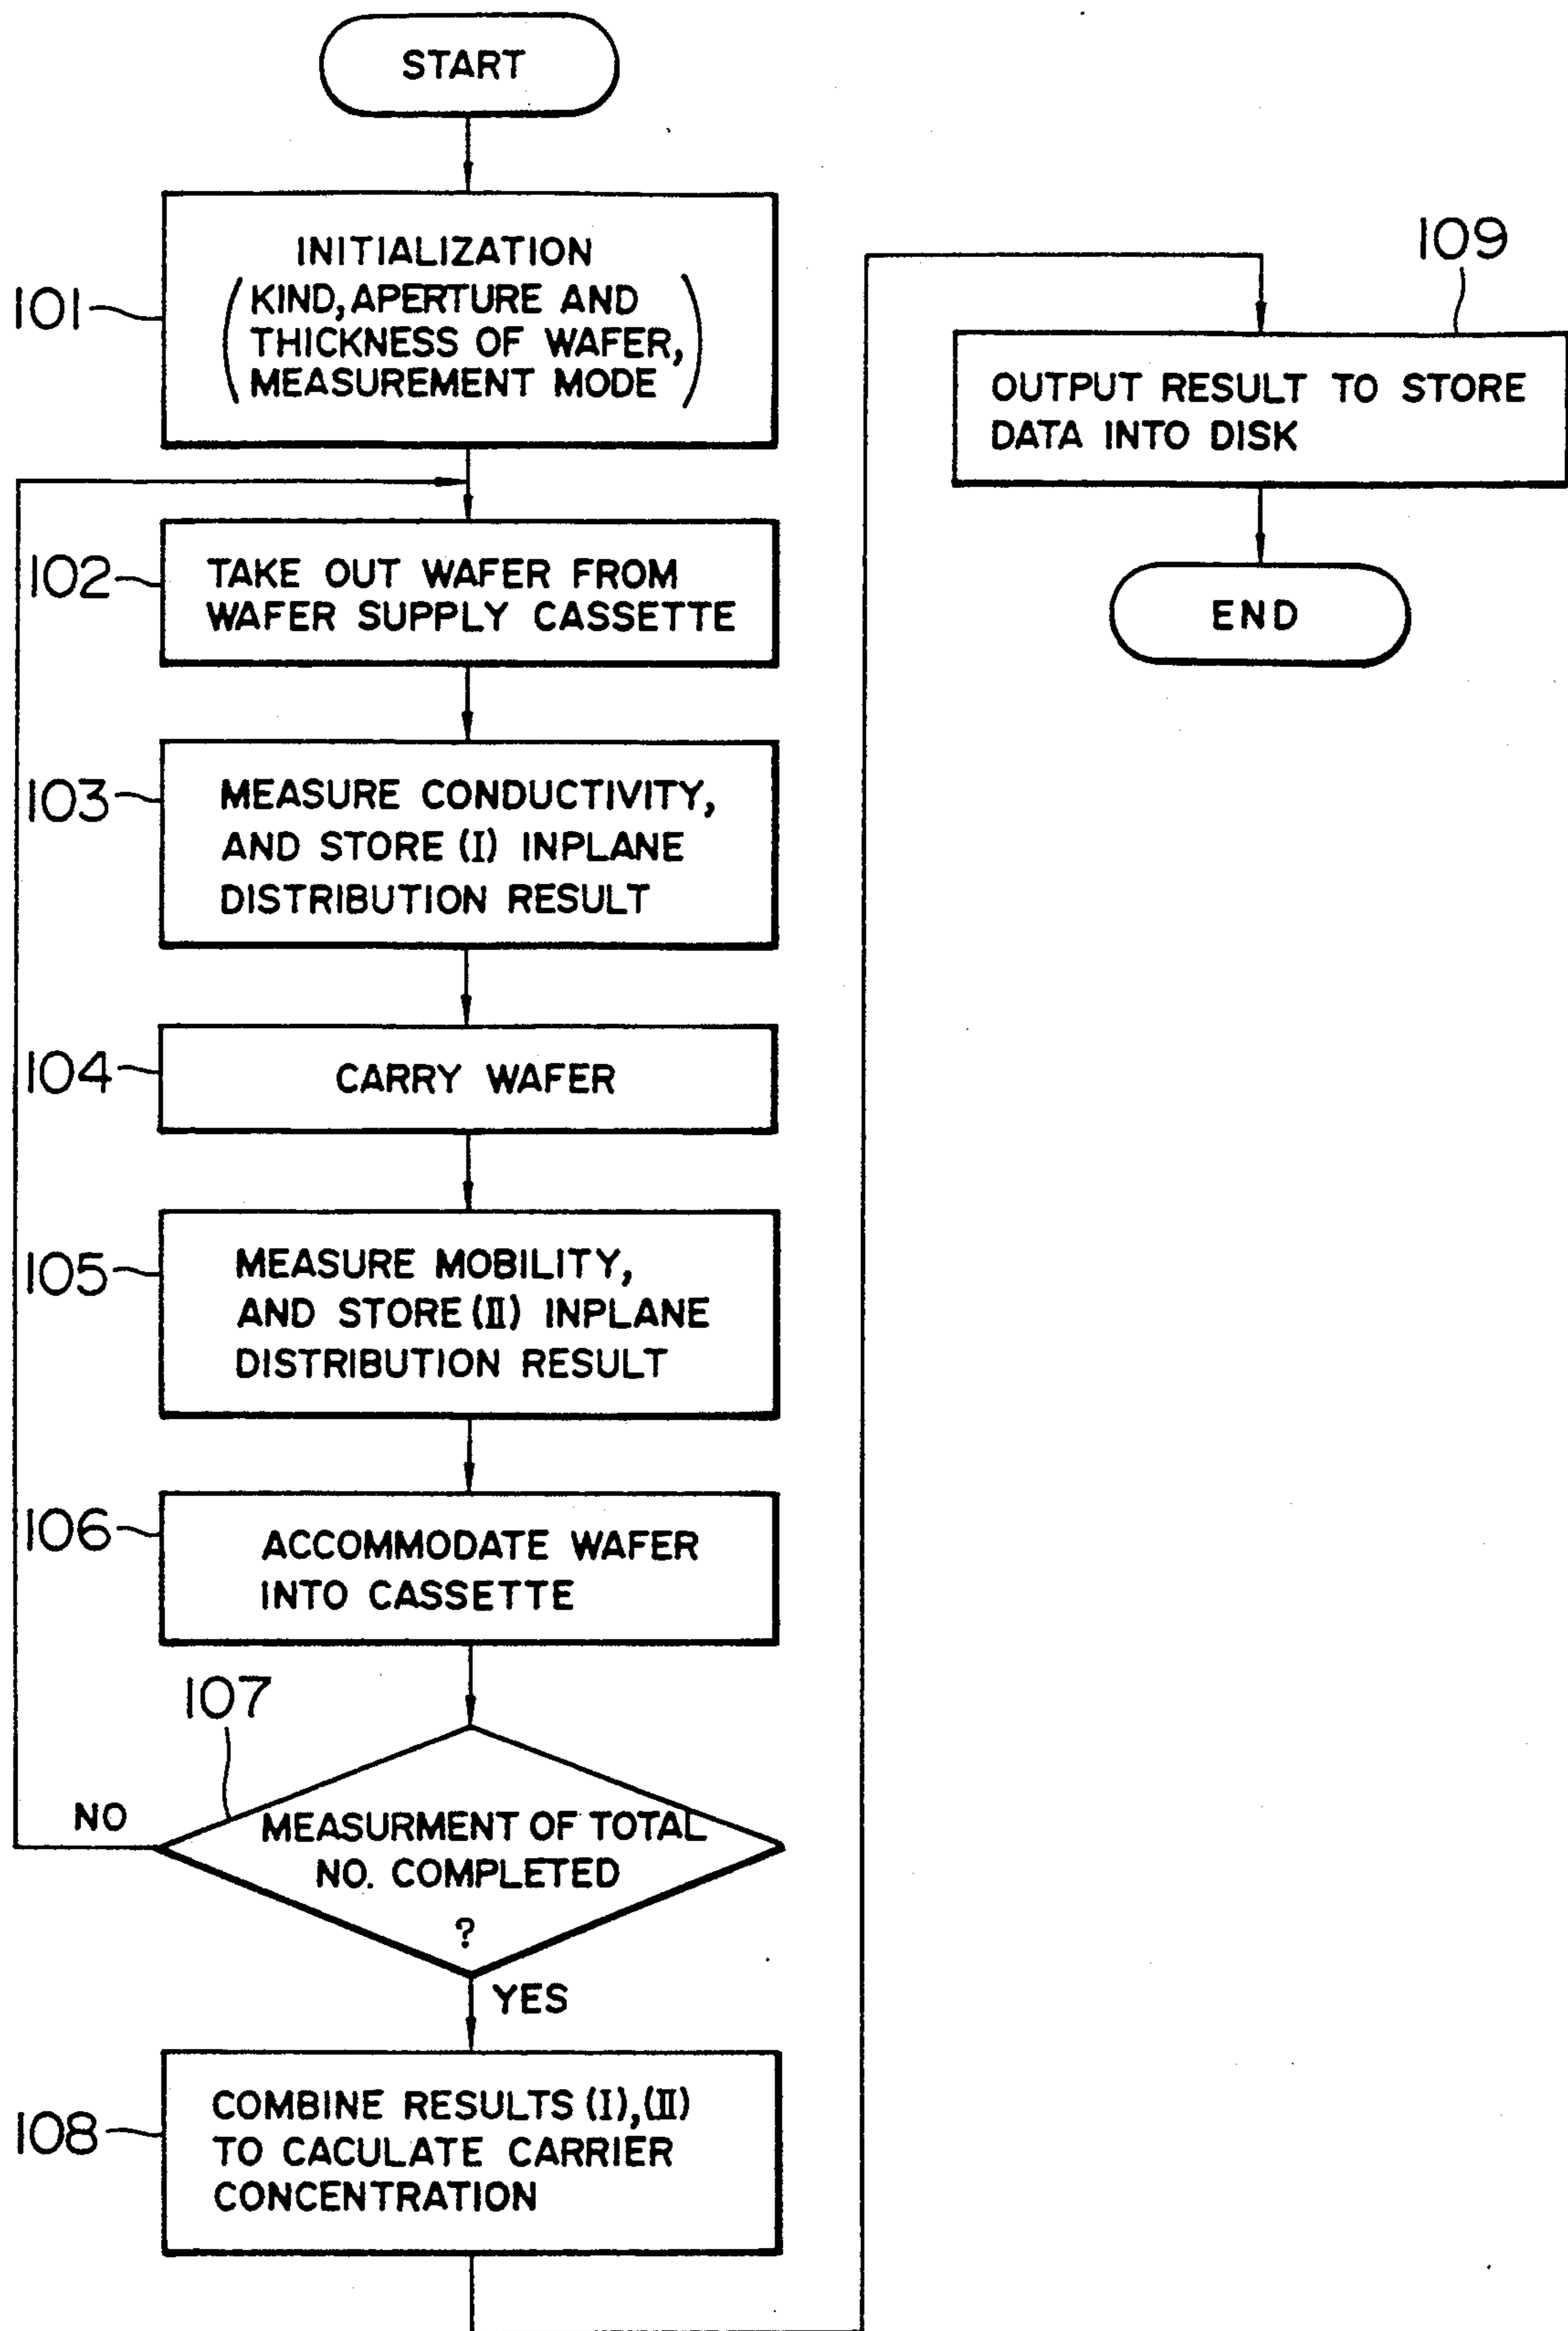 START
101
INITIALIZATION
(KIND, APERTURE AND
THICKNESS OF WAFER,
MEASUREMENT MODE)
102
TAKE OUT WAFER FROM
WAFER SUPPLY CASSETTE
103
MEASURE CONDUCTIVITY,
AND STORE (I) INPLANE
DISTRIBUTION RESULT
104
CARRY WAFER
105
MEASURE MOBILITY,
AND STORE (II) INPLANE
DISTRIBUTION RESULT
106
ACCOMMODATE WAFER
INTO CASSETTE
107
MEASURMENT OF TOTAL
NO. COMPLETED
?
NO
YES
108
COMBINE RESULTS (I), (II)
TO CACULATE CARRIER
CONCENTRATION
109
OUTPUT RESULT TO STORE
DATA INTO DISK
END